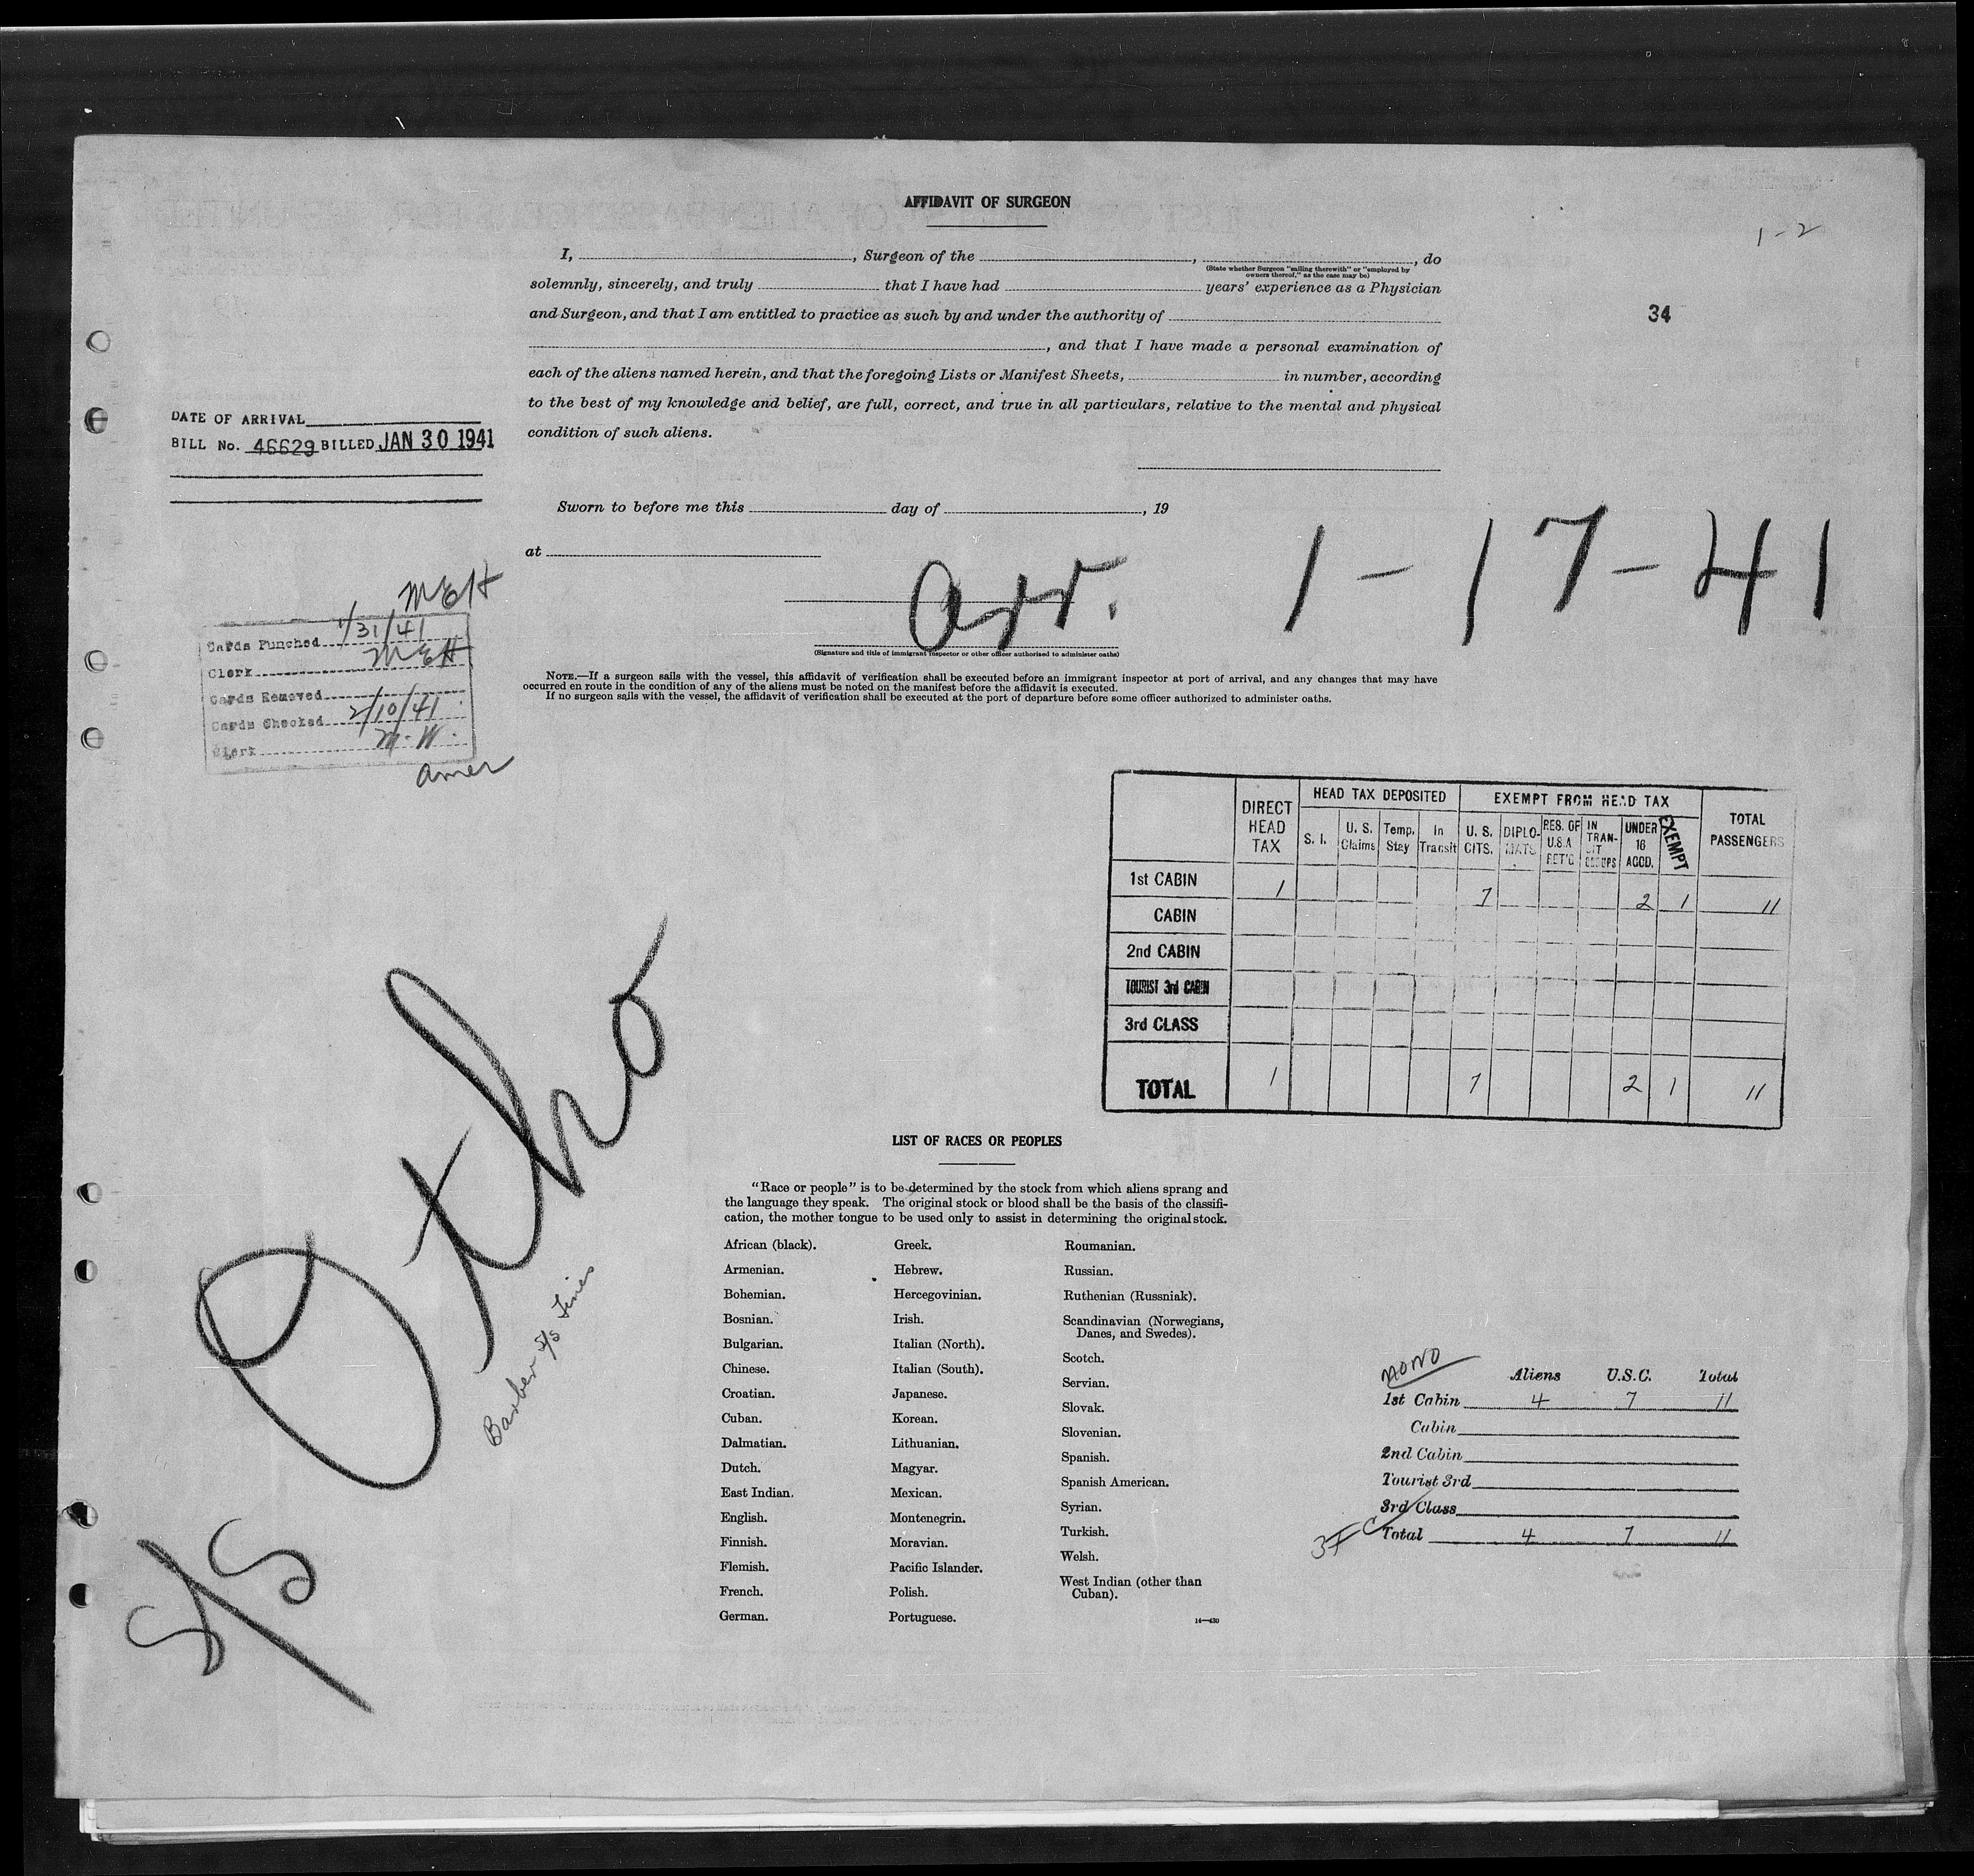 AFFIDAVIT OF SURGEON
1 - 2
I, , Surgeon of the , , do
(State whether Surgeon "sailing therewith" or "employed by owners thereof," as the case may be)
solemnly, sincerely, and truly that I have had years' experience as a Physician
34
and Surgeon, and that I am entitled to practice as such by and under the authority of
, and that I have made a personal examination of
each of the aliens named herein, and that the foregoing Lists or Manifest Sheets, in number, according
to the best of my knowledge and belief, are full, correct, and true in all particulars, relative to the mental and physical
condition of such aliens.
DATE OF ARRIVAL
BILL No. 46629 BILLED JAN 30 1941
Sworn to before me this day of , 19
at
Arr. 1-17-41
(Signature and title of immigrant inspector or other officer authorized to administer oaths)
MEH
Cards Punched 1/31/41
Clerk MEH
Cards Removed
Cards Checked 2/10/41
Clerk M.W.
amer
NOTE.—If a surgeon sails with the vessel, this affidavit of verification shall be executed before an immigrant inspector at port of arrival, and any changes that may have
occurred en route in the condition of any of the aliens must be noted on the manifest before the affidavit is executed.
If no surgeon sails with the vessel, the affidavit of verification shall be executed at the port of departure before some officer authorized to administer oaths.
DIRECT HEAD TAX HEAD TAX DEPOSITED EXEMPT FROM HEAD TAX TOTAL PASSENGERS
S. I. U. S. Claims Temp. Stay In Transit U. S. CITS. DIPLOMATS RES. OF U.S.A RET'G IN TRANSIT GROUPS UNDER 16 ACCD. EXEMPT
1st CABIN 1 7 2 1 11
CABIN
2nd CABIN
TOURIST 3rd CABIN
3rd CLASS
TOTAL 1 7 2 1 11
S/S Otho
Barber S/S Lines
LIST OF RACES OR PEOPLES
"Race or people" is to be determined by the stock from which aliens sprang and
the language they speak. The original stock or blood shall be the basis of the classifi-
cation, the mother tongue to be used only to assist in determining the original stock.
African (black).
Armenian.
Bohemian.
Bosnian.
Bulgarian.
Chinese.
Croatian.
Cuban.
Dalmatian.
Dutch.
East Indian.
English.
Finnish.
Flemish.
French.
German.
Greek.
Hebrew.
Hercegovinian.
Irish.
Italian (North).
Italian (South).
Japanese.
Korean.
Lithuanian.
Magyar.
Mexican.
Montenegrin.
Moravian.
Pacific Islander.
Polish.
Portuguese.
Roumanian.
Russian.
Ruthenian (Russniak).
Scandinavian (Norwegians,
Danes, and Swedes).
Scotch.
Servian.
Slovak.
Slovenian.
Spanish.
Spanish American.
Syrian.
Turkish.
Welsh.
West Indian (other than
Cuban).
14—430
Aliens U.S.C. Total
1st Cabin 4 7 11
Cabin
2nd Cabin
Tourist 3rd
3rd Class
Total 4 7 11